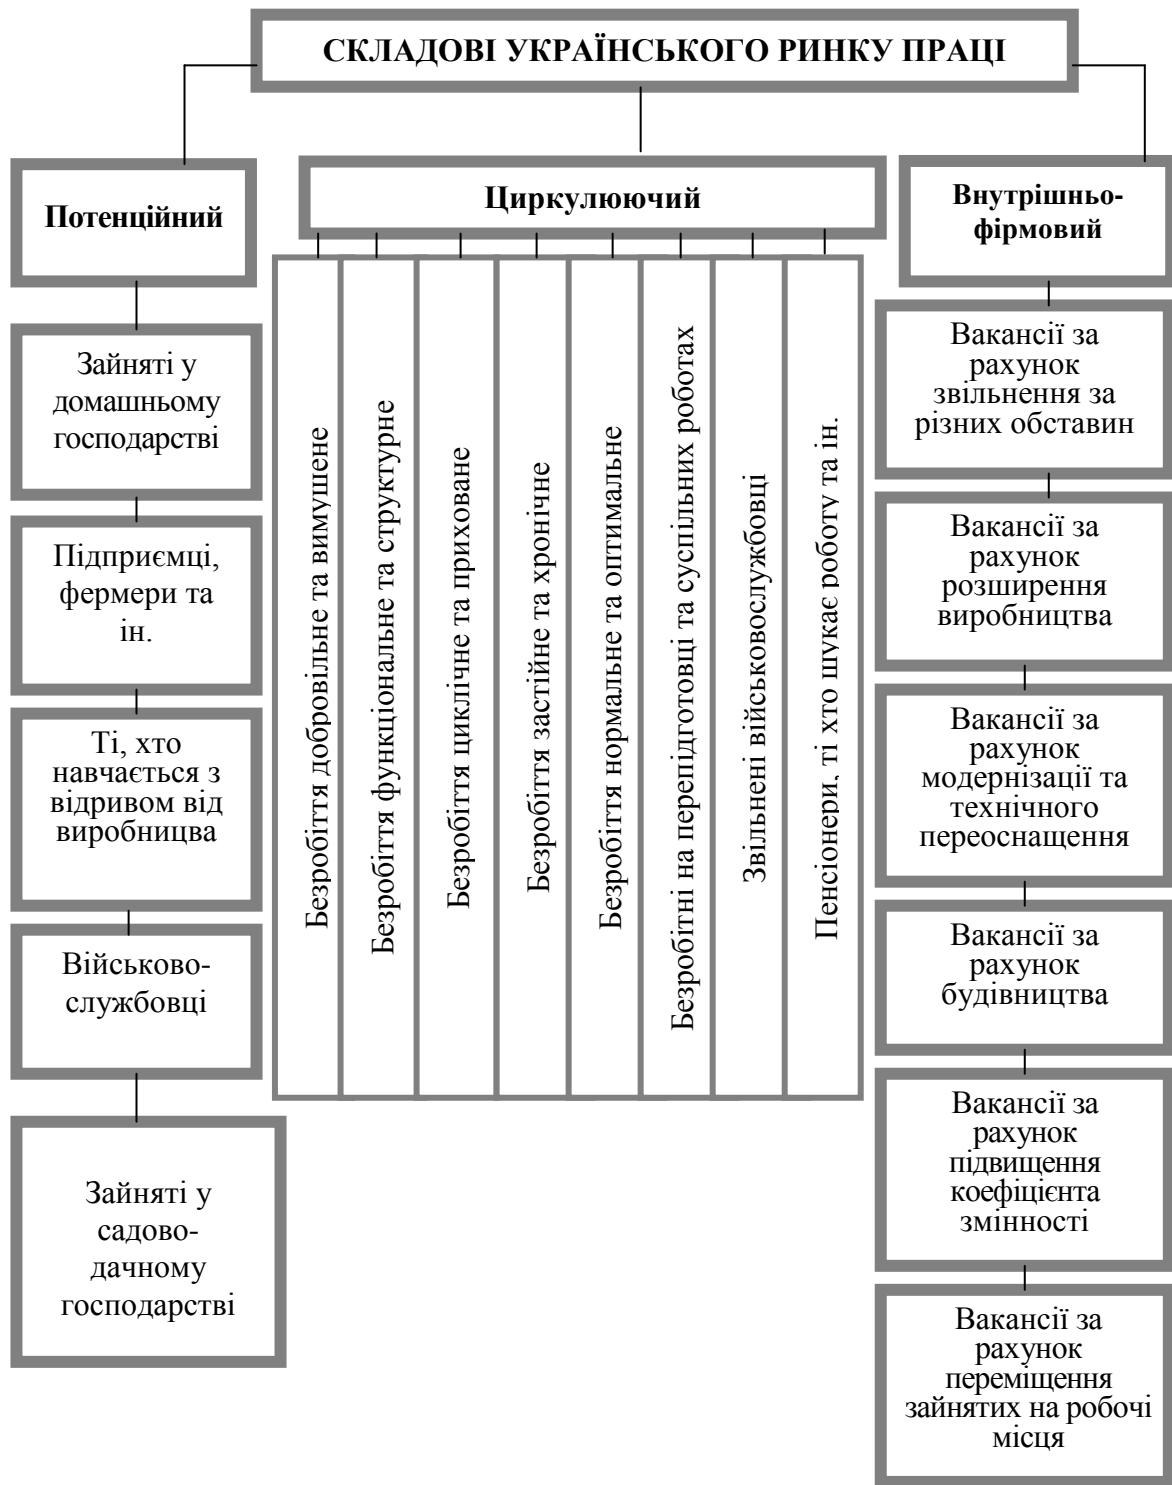 СКЛАДОВІ УКРАЇНСЬКОГО РИНКУ ПРАЦІ
Потенційний
Зайняті у
домашньому
господарстві
Підприємці,
фермери та
ін.
Ті, хто
навчається з
відривом від
виробницва
Військово-
службовці
Зайняті у
садово-
дачному
господарстві
Циркулюючий
Безробіття добровільне та вимушене
Безробіття функціональне та структурне
Безробіття циклічне та приховане
Безробіття застійне та хронічне
Безробіття нормальне та оптимальне
Безробітні на перепідготовці та суспільних роботах
Звільнені військовослужбовці
Пенсіонери, ті хто шукає роботу та ін.
Внутрішньо-
фірмовий
Вакансії за
рахунок
звільнення за
різних обставин
Вакансії за
рахунок
розширення
виробництва
Вакансії за
рахунок
модернізації та
технічного
переоснащення
Вакансії за
рахунок
будівництва
Вакансії за
рахунок
підвищення
коефіцієнта
змінності
Вакансії за
рахунок
переміщення
зайнятих на робочі
місця